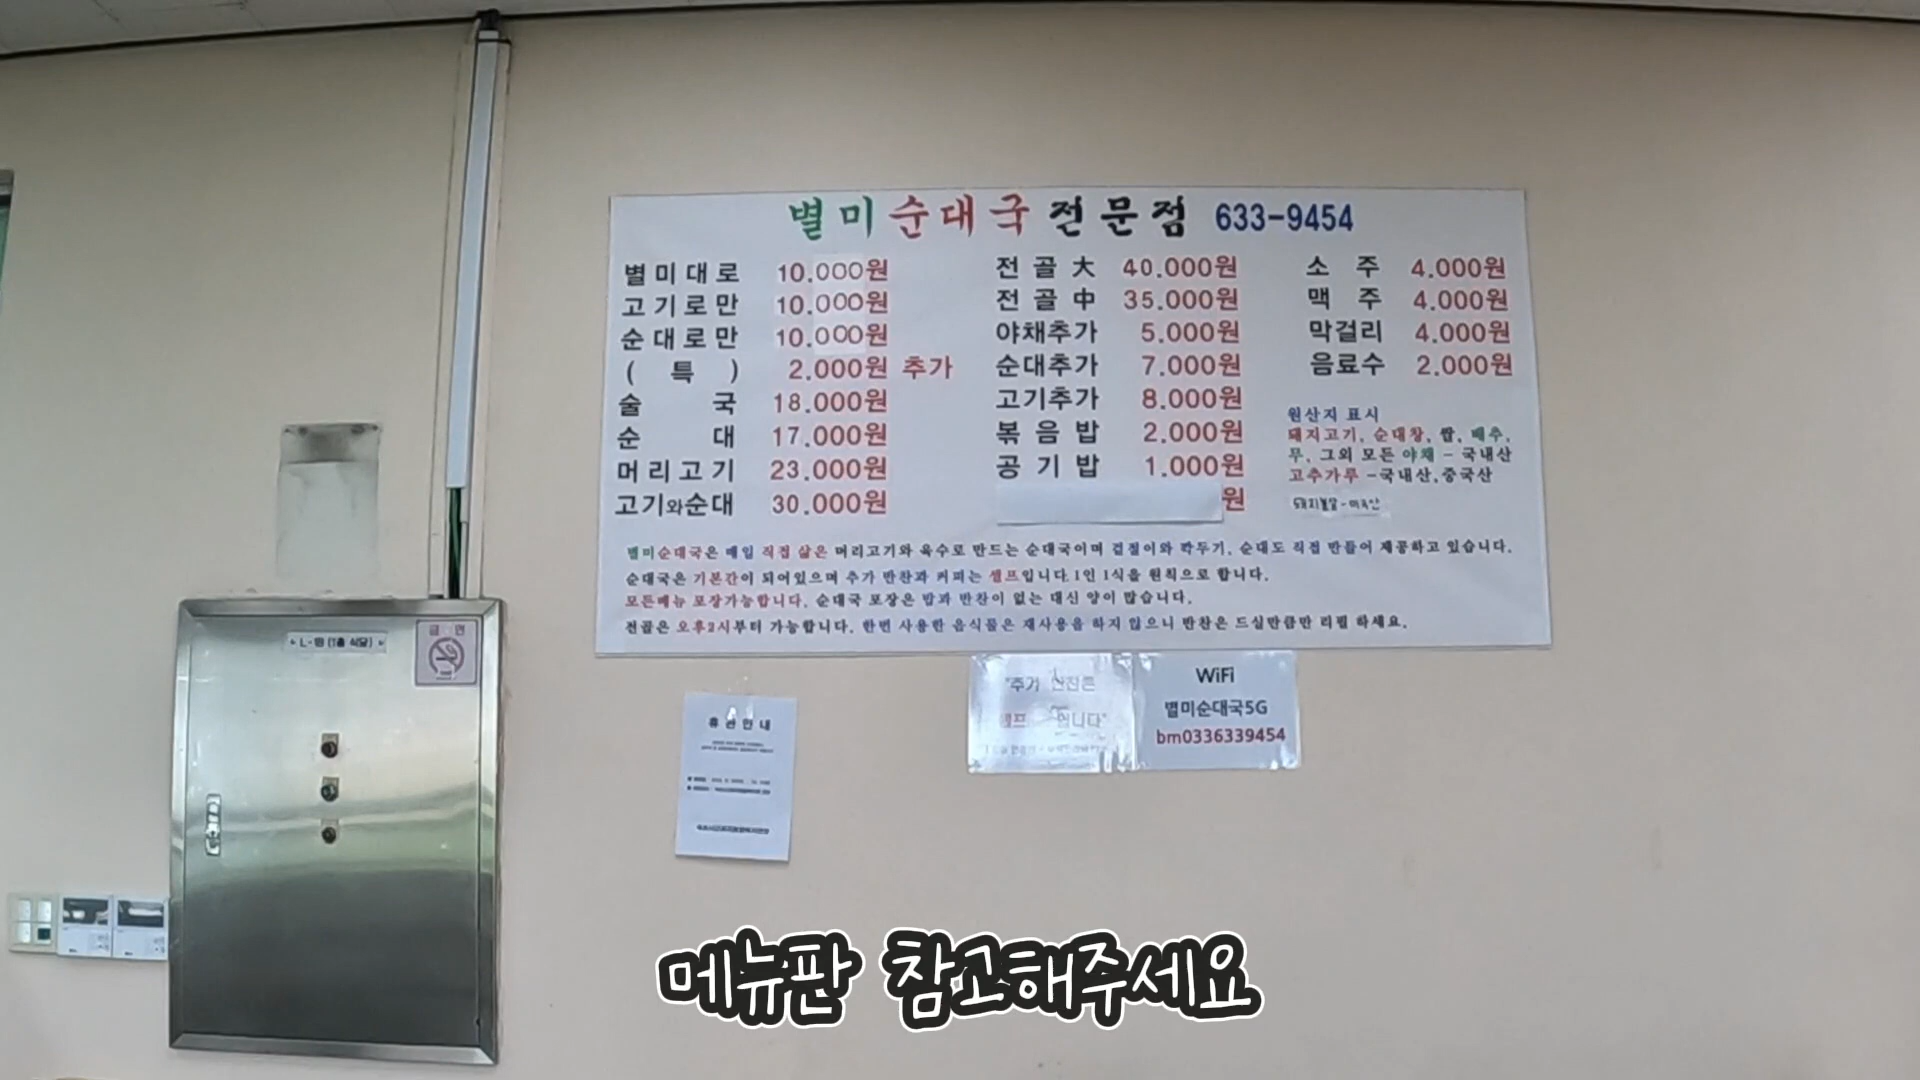 별미순대국전문점 633-9454
별미대로 10.000원
고기로만 10.000원
순대로만 10.000원
( 특 ) 2.000원 추가
술국 18.000원
순대 17.000원
머리고기 23.000원
고기와순대 30.000원
전골大 40.000원
전골中 35.000원
야채추가 5.000원
순대추가 7.000원
고기추가 8.000원
볶음밥 2.000원
공기밥 1.000원
원
소주 4.000원
맥주 4.000원
막걸리 4.000원
음료수 2.000원
원산지 표시
돼지고기, 순대창, 쌀, 배추,
무, 그외 모든 야채 - 국내산
고추가루 -국내산,중국산
별미순대국은 매일 직접 삶은 머리고기와 육수로 만드는 순대국이며 겉절이와 깍두기, 순대도 직접 만들어 제공하고 있습니다.
순대국은 기본간이 되어있으며 추가 반찬과 커피는 셀프입니다. 1인 1식을 원칙으로 합니다.
모든메뉴 포장가능합니다. 순대국 포장은 밥과 반찬이 없는 대신 양이 많습니다.
전골은 오후2시부터 가능합니다. 한번 사용한 음식물은 재사용을 하지 않으니 반찬은 드실만큼만 리필 하세요.
L-1B (1층 식당)
금연
휴관안내
"추가
WiFi
별미순대국5G
bm0336339454
메뉴판 참고해주세요